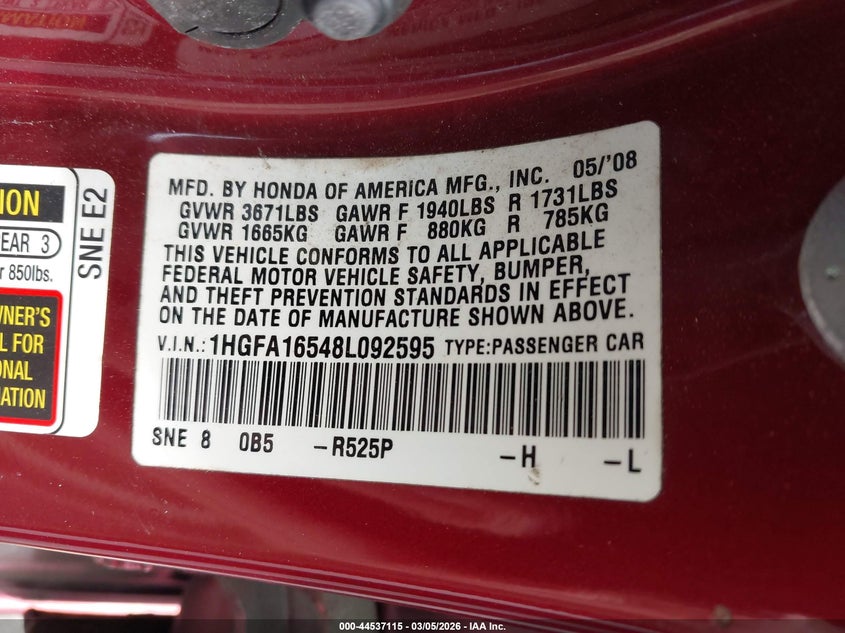 MFD. BY HONDA OF AMERICA MFG., INC. 05/'08
GVWR 3671LBS GAWR F 1940LBS R 1731LBS
GVWR 1665KG GAWR F 880KG R 785KG
THIS VEHICLE CONFORMS TO ALL APPLICABLE
FEDERAL MOTOR VEHICLE SAFETY, BUMPER,
AND THEFT PREVENTION STANDARDS IN EFFECT
ON THE DATE OF MANUFACTURE SHOWN ABOVE.
V.I.N.: 1HGFA16548L092595 TYPE:PASSENGER CAR
SNE 8 0B5 -R525P -H -L
SNE E2
ION
EAR 3
r 850lbs.
WNER'S
L FOR
ONAL
MATION
000-44537115 - 03/05/2026 - IAA Inc.